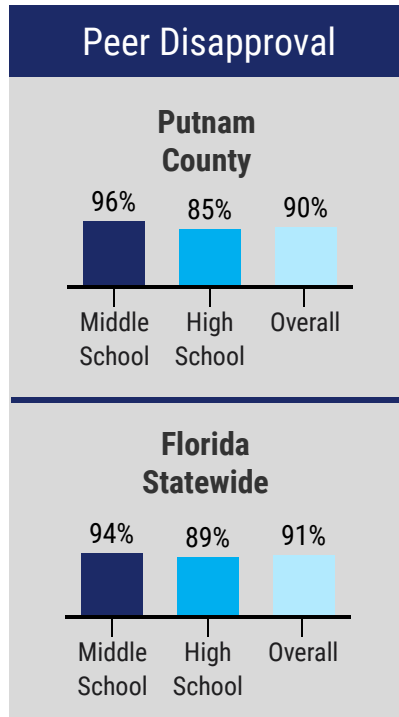 Peer Disapproval
Putnam
County
96%
85%
90%
Middle
School
High
School
Overall
Florida
Statewide
94%
89%
91%
Middle
School
High
School
Overall